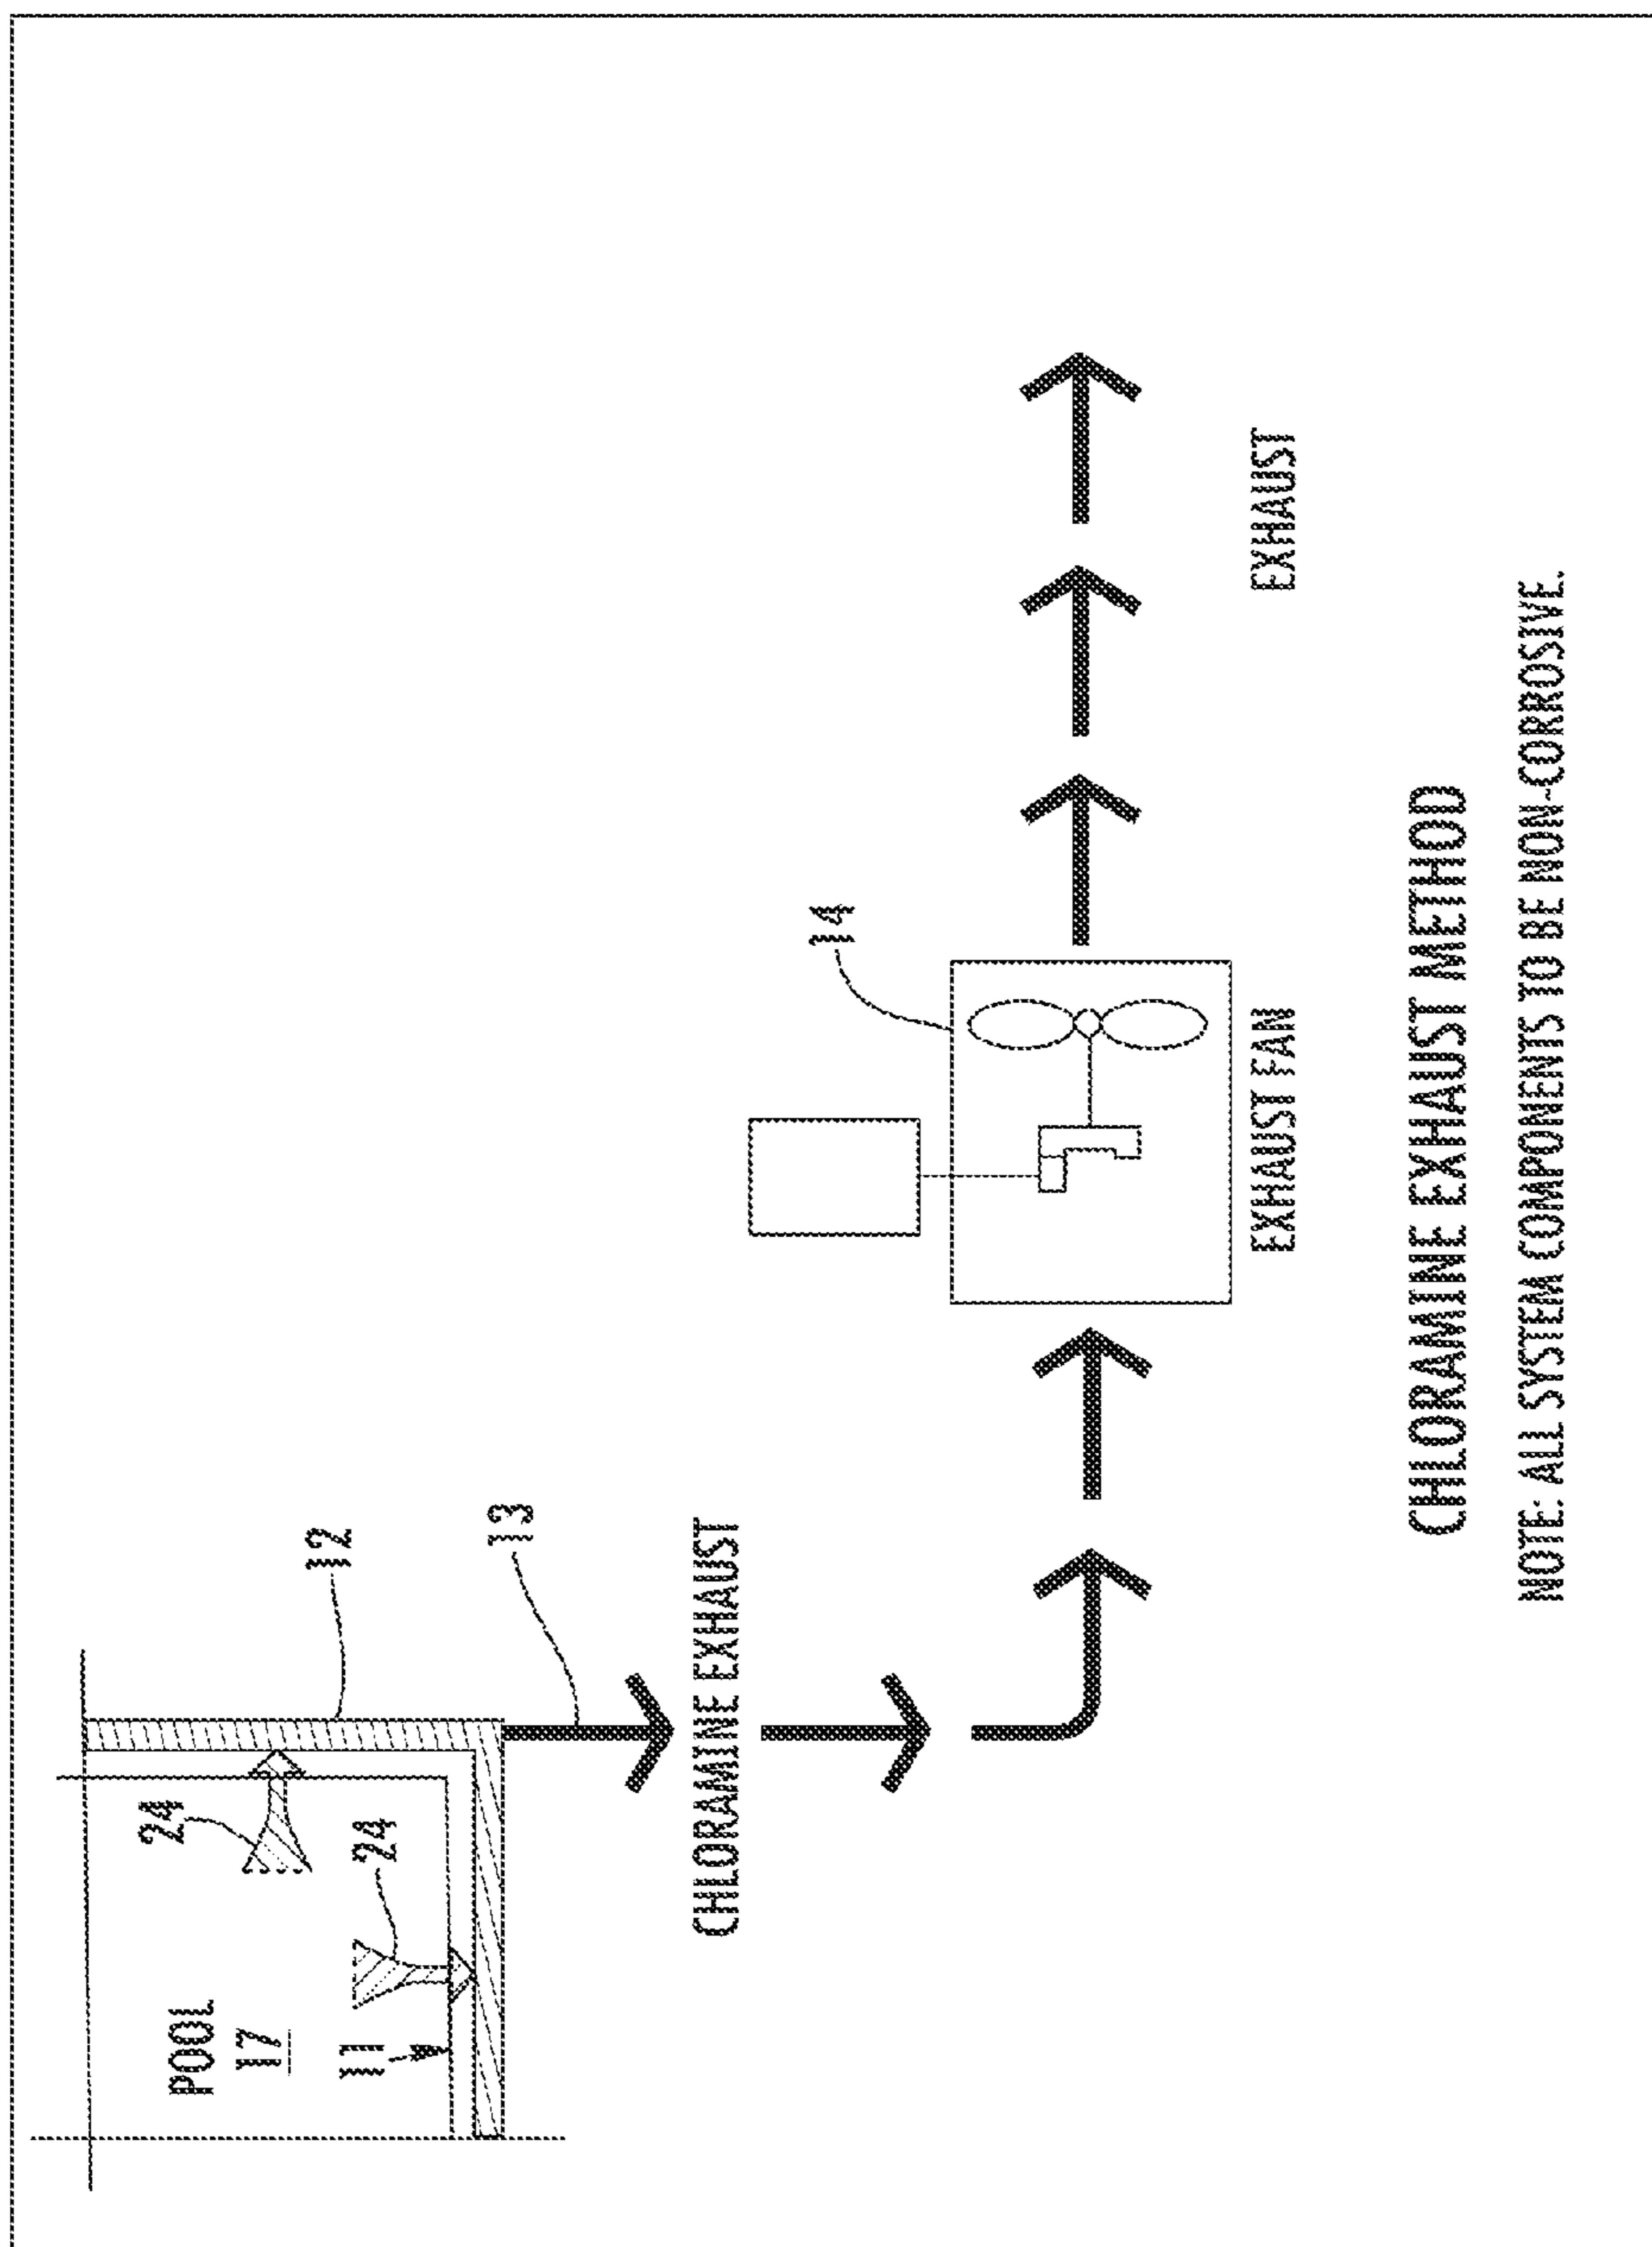 24
POOL
17
12
24
11
13
CHLORAMINE EXHAUST
14
EXHAUST FAN
EXHAUST
CHLORAMINE EXHAUST METHOD
NOTE: ALL SYSTEM COMPONENTS TO BE NON-CORROSIVE.